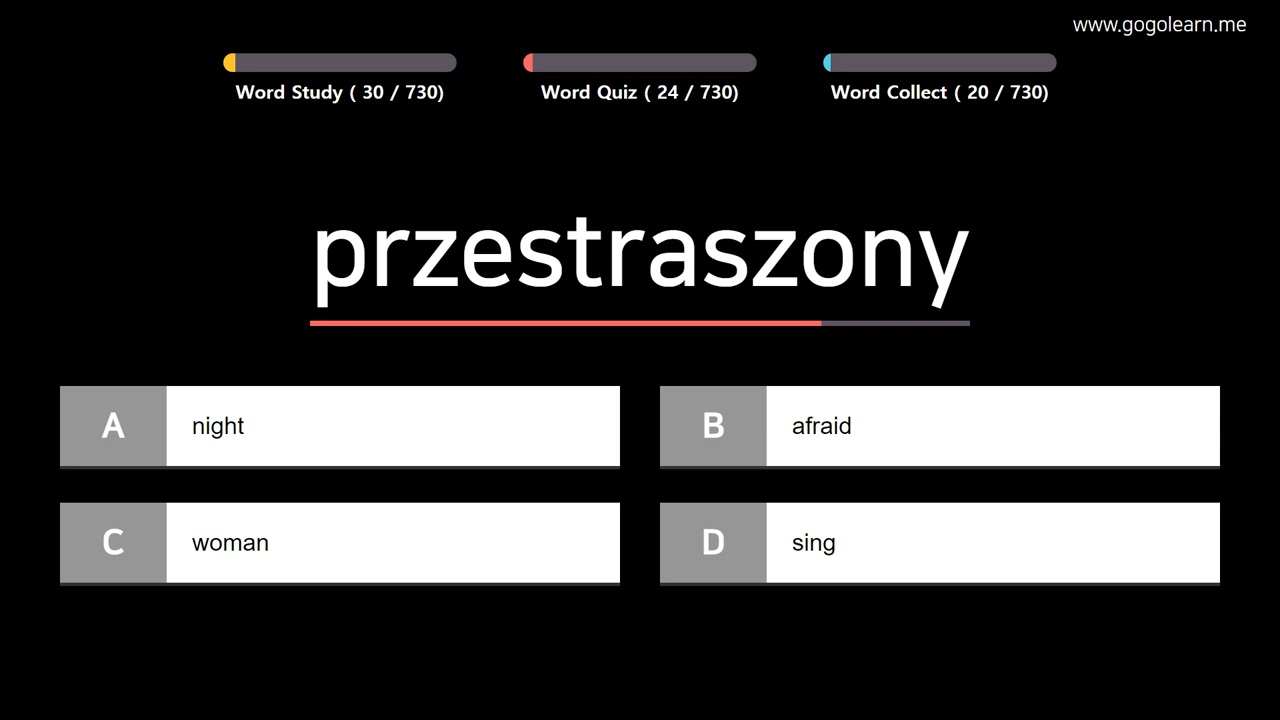 www.gogolearn.me
Word Study ( 30 / 730)
Word Quiz ( 24 / 730)
Word Collect ( 20 / 730)
przestraszony
A night
B afraid
C woman
D sing